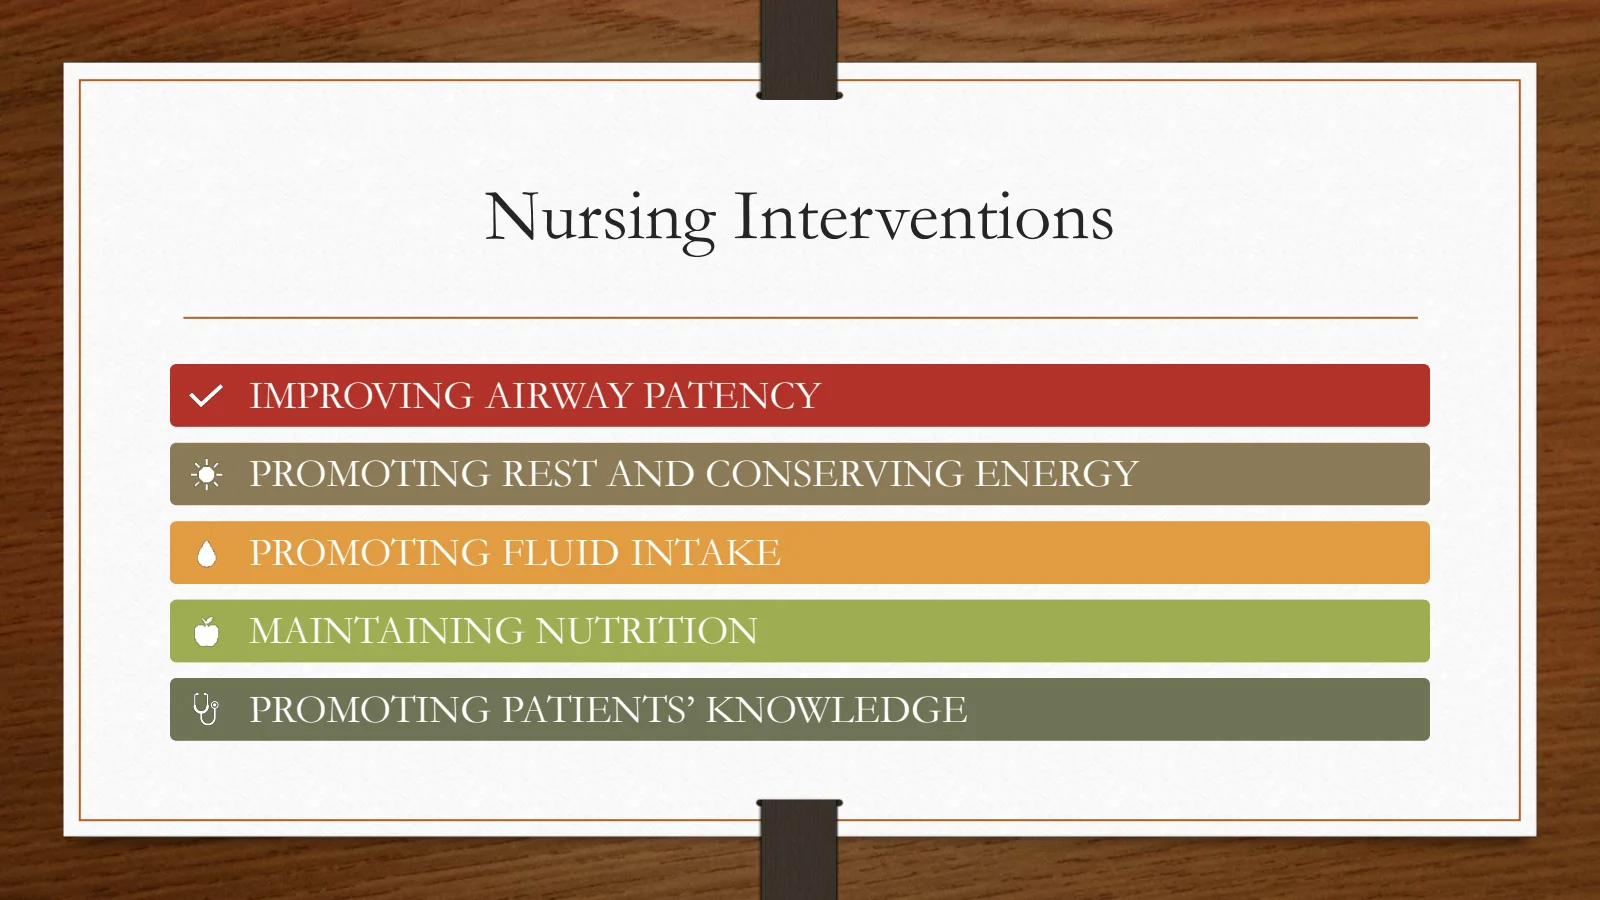 Nursing Interventions
IMPROVING AIRWAY PATENCY
PROMOTING REST AND CONSERVING ENERGY
PROMOTING FLUID INTAKE
MAINTAINING NUTRITION
PROMOTING PATIENTS’ KNOWLEDGE